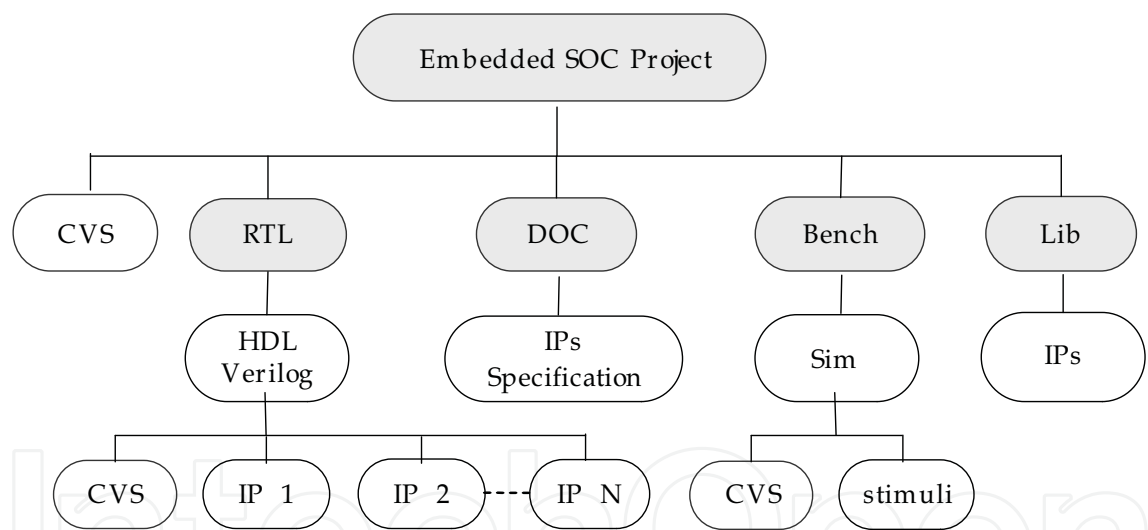 Embedded SOC Project
CVS
RTL
DOC
Bench
Lib
HDL
Verilog
IPs
Specification
Sim
IPs
CVS
IP 1
IP 2
IP N
CVS
stimuli